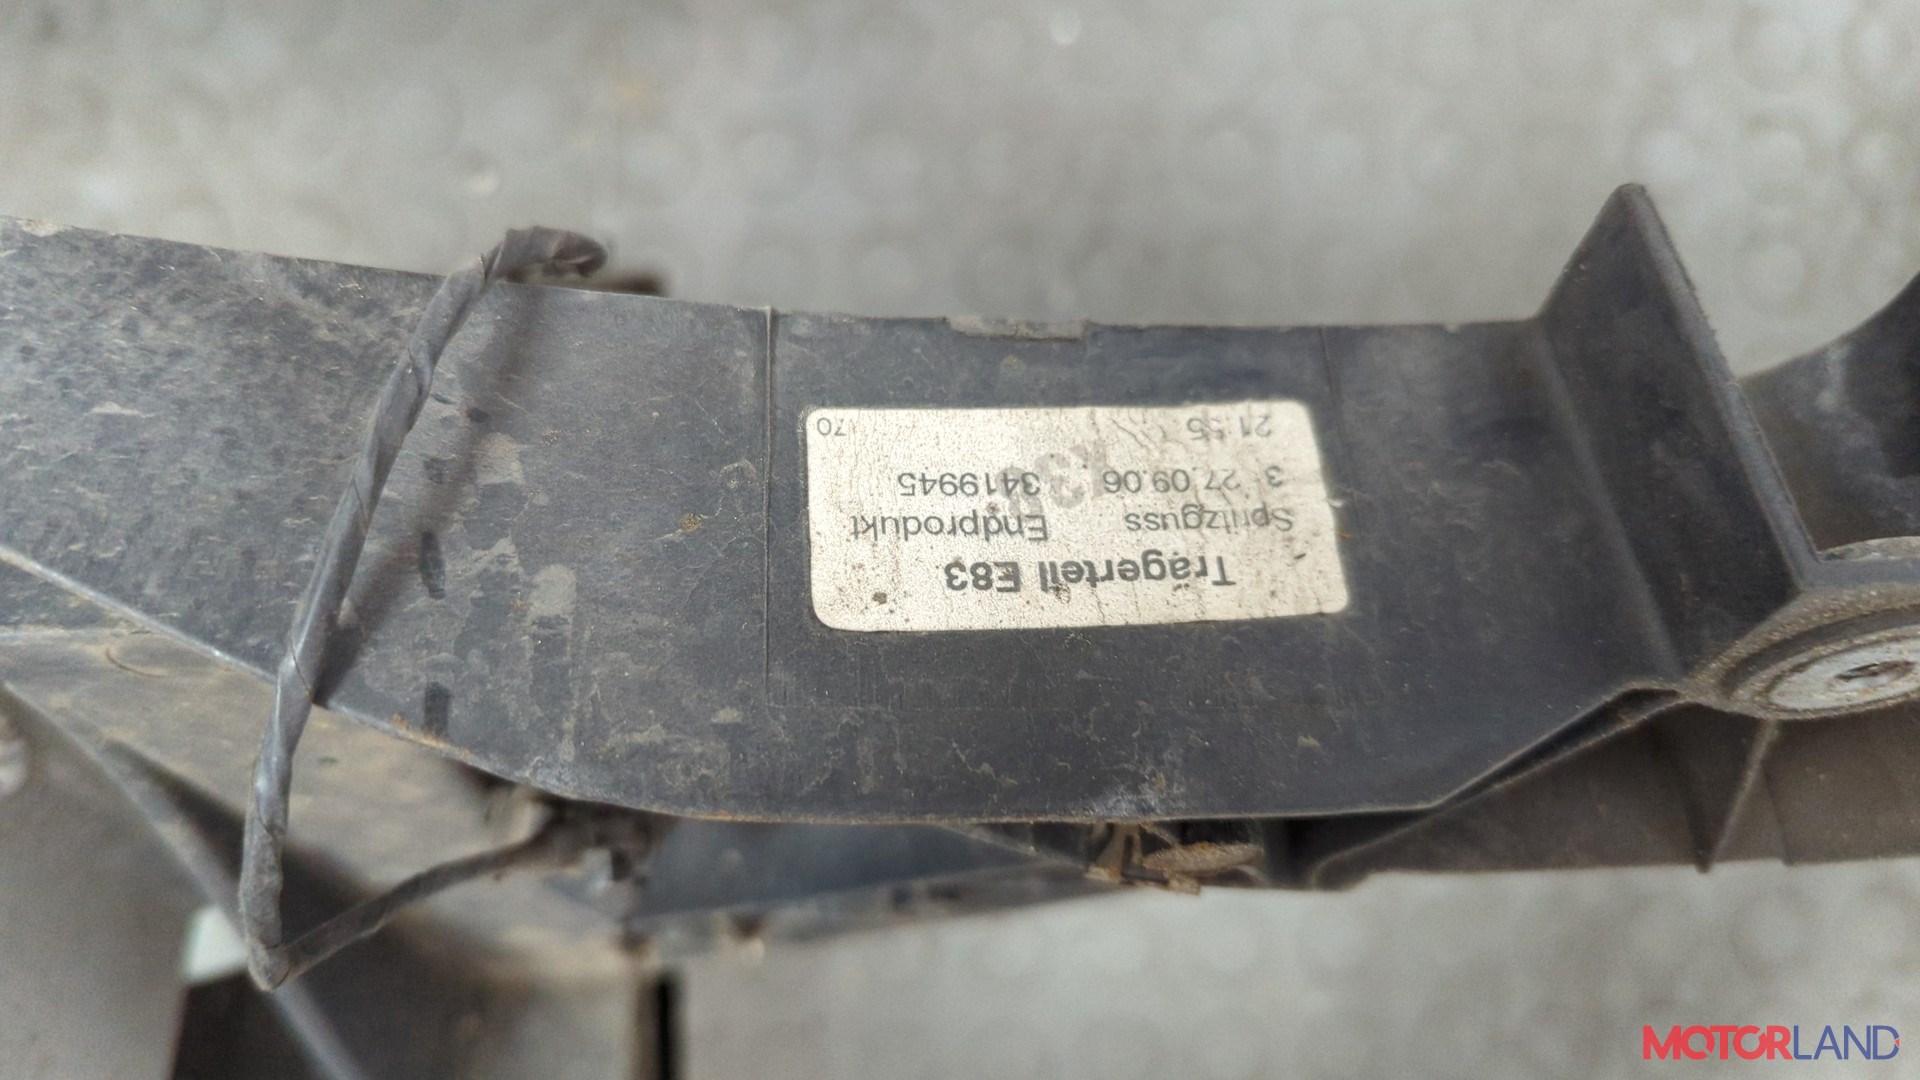 Trägerteil E83
Spritzguss Endprodukt
3 27.09.06 3419945
21:55 70
MOTORLAND